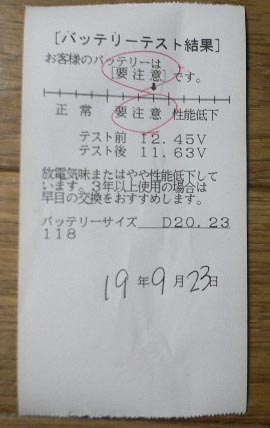 [バッテリーテスト結果]
お客様のバッテリーは
[要注意]です。
正常 要注意 性能低下
テスト前 12.45V
テスト後 11.63V
放電気味またはやや性能低下して
います。3年以上使用の場合は
早目の交換をおすすめします。
バッテリーサイズ D20.23
118
19年9月23日